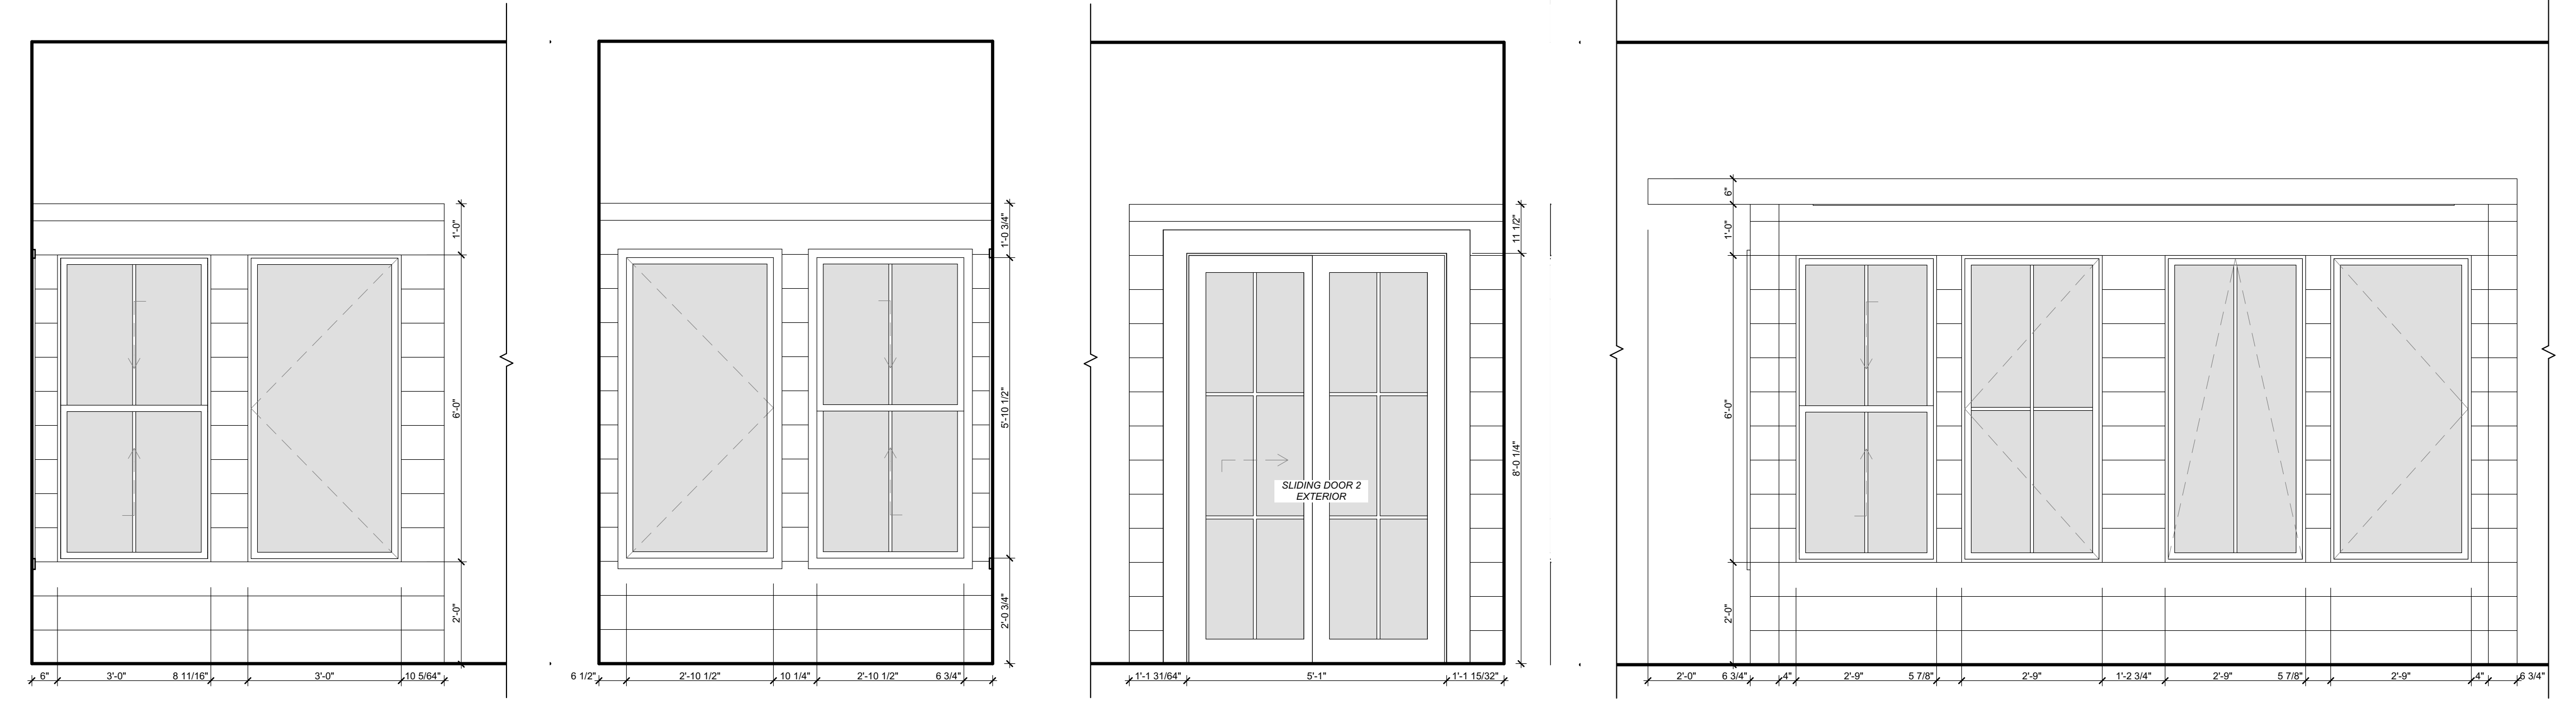 1'-0"
6'-0"
2'-0"
6" 3'-0" 8 11/16" 3'-0" 10 5/64"
1'-0 3/4"
5'-10 1/2"
2'-0 3/4"
6 1/2" 2'-10 1/2" 10 1/4" 2'-10 1/2" 6 3/4"
11 1/2"
8'-0 1/4"
SLIDING DOOR 2
EXTERIOR
1'-1 31/64" 5'-1" 1'-1 15/32"
6"
1'-0"
6'-0"
2'-0"
2'-0" 6 3/4" 4" 2'-9" 5 7/8" 2'-9" 1'-2 3/4" 2'-9" 5 7/8" 2'-9" 4" 6 3/4"